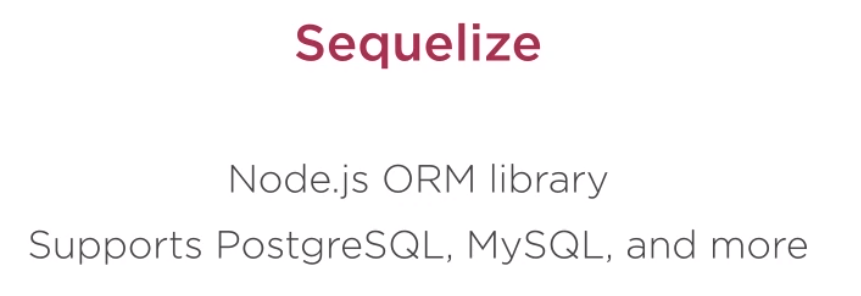 Sequelize
Node.js ORM library
Supports PostgreSQL, MySQL, and more